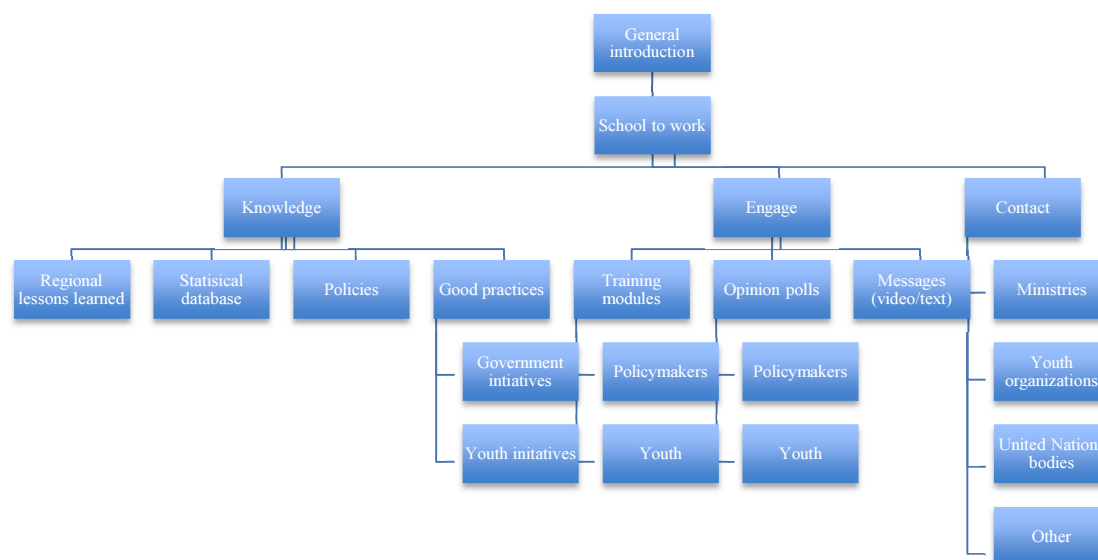 General
introduction
School to work
Knowledge
Engage
Contact
Regional
lessons learned
Statisical
database
Policies
Good practices
Training
modules
Opinion polls
Messages
(video/text)
Ministries
Government
intiatives
Policymakers
Policymakers
Youth
organizations
Youth initatives
Youth
Youth
United Nation
bodies
Other